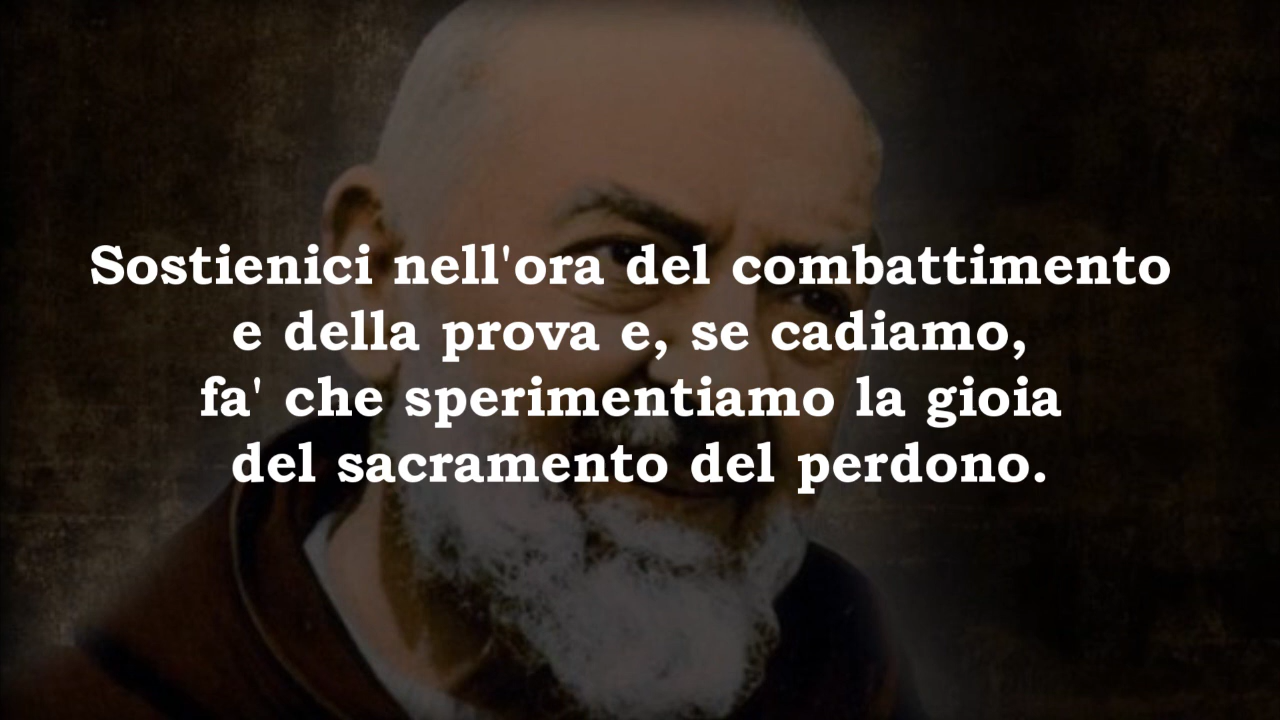 Sostienici nell'ora del combattimento
e della prova e, se cadiamo,
fa' che sperimentiamo la gioia
del sacramento del perdono.